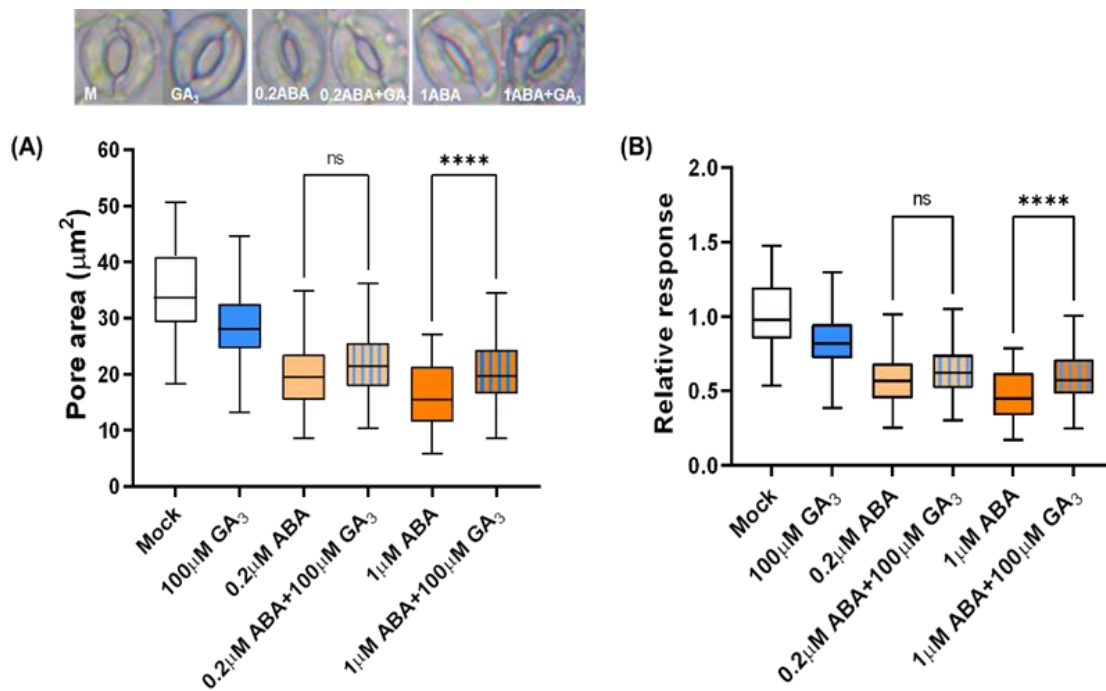 M GA₃ 0.2ABA 0.2ABA+GA₃ 1ABA 1ABA+GA₃
(A)
Pore area (μm²)
60
50
40
30
20
10
0
ns
****
Mock
100μM GA₃
0.2μM ABA
0.2μM ABA+100μM GA₃
1μM ABA
1μM ABA+100μM GA₃
(B)
Relative response
2.0
1.5
1.0
0.5
0.0
ns
****
Mock
100μM GA₃
0.2μM ABA
0.2μM ABA+100μM GA₃
1μM ABA
1μM ABA+100μM GA₃